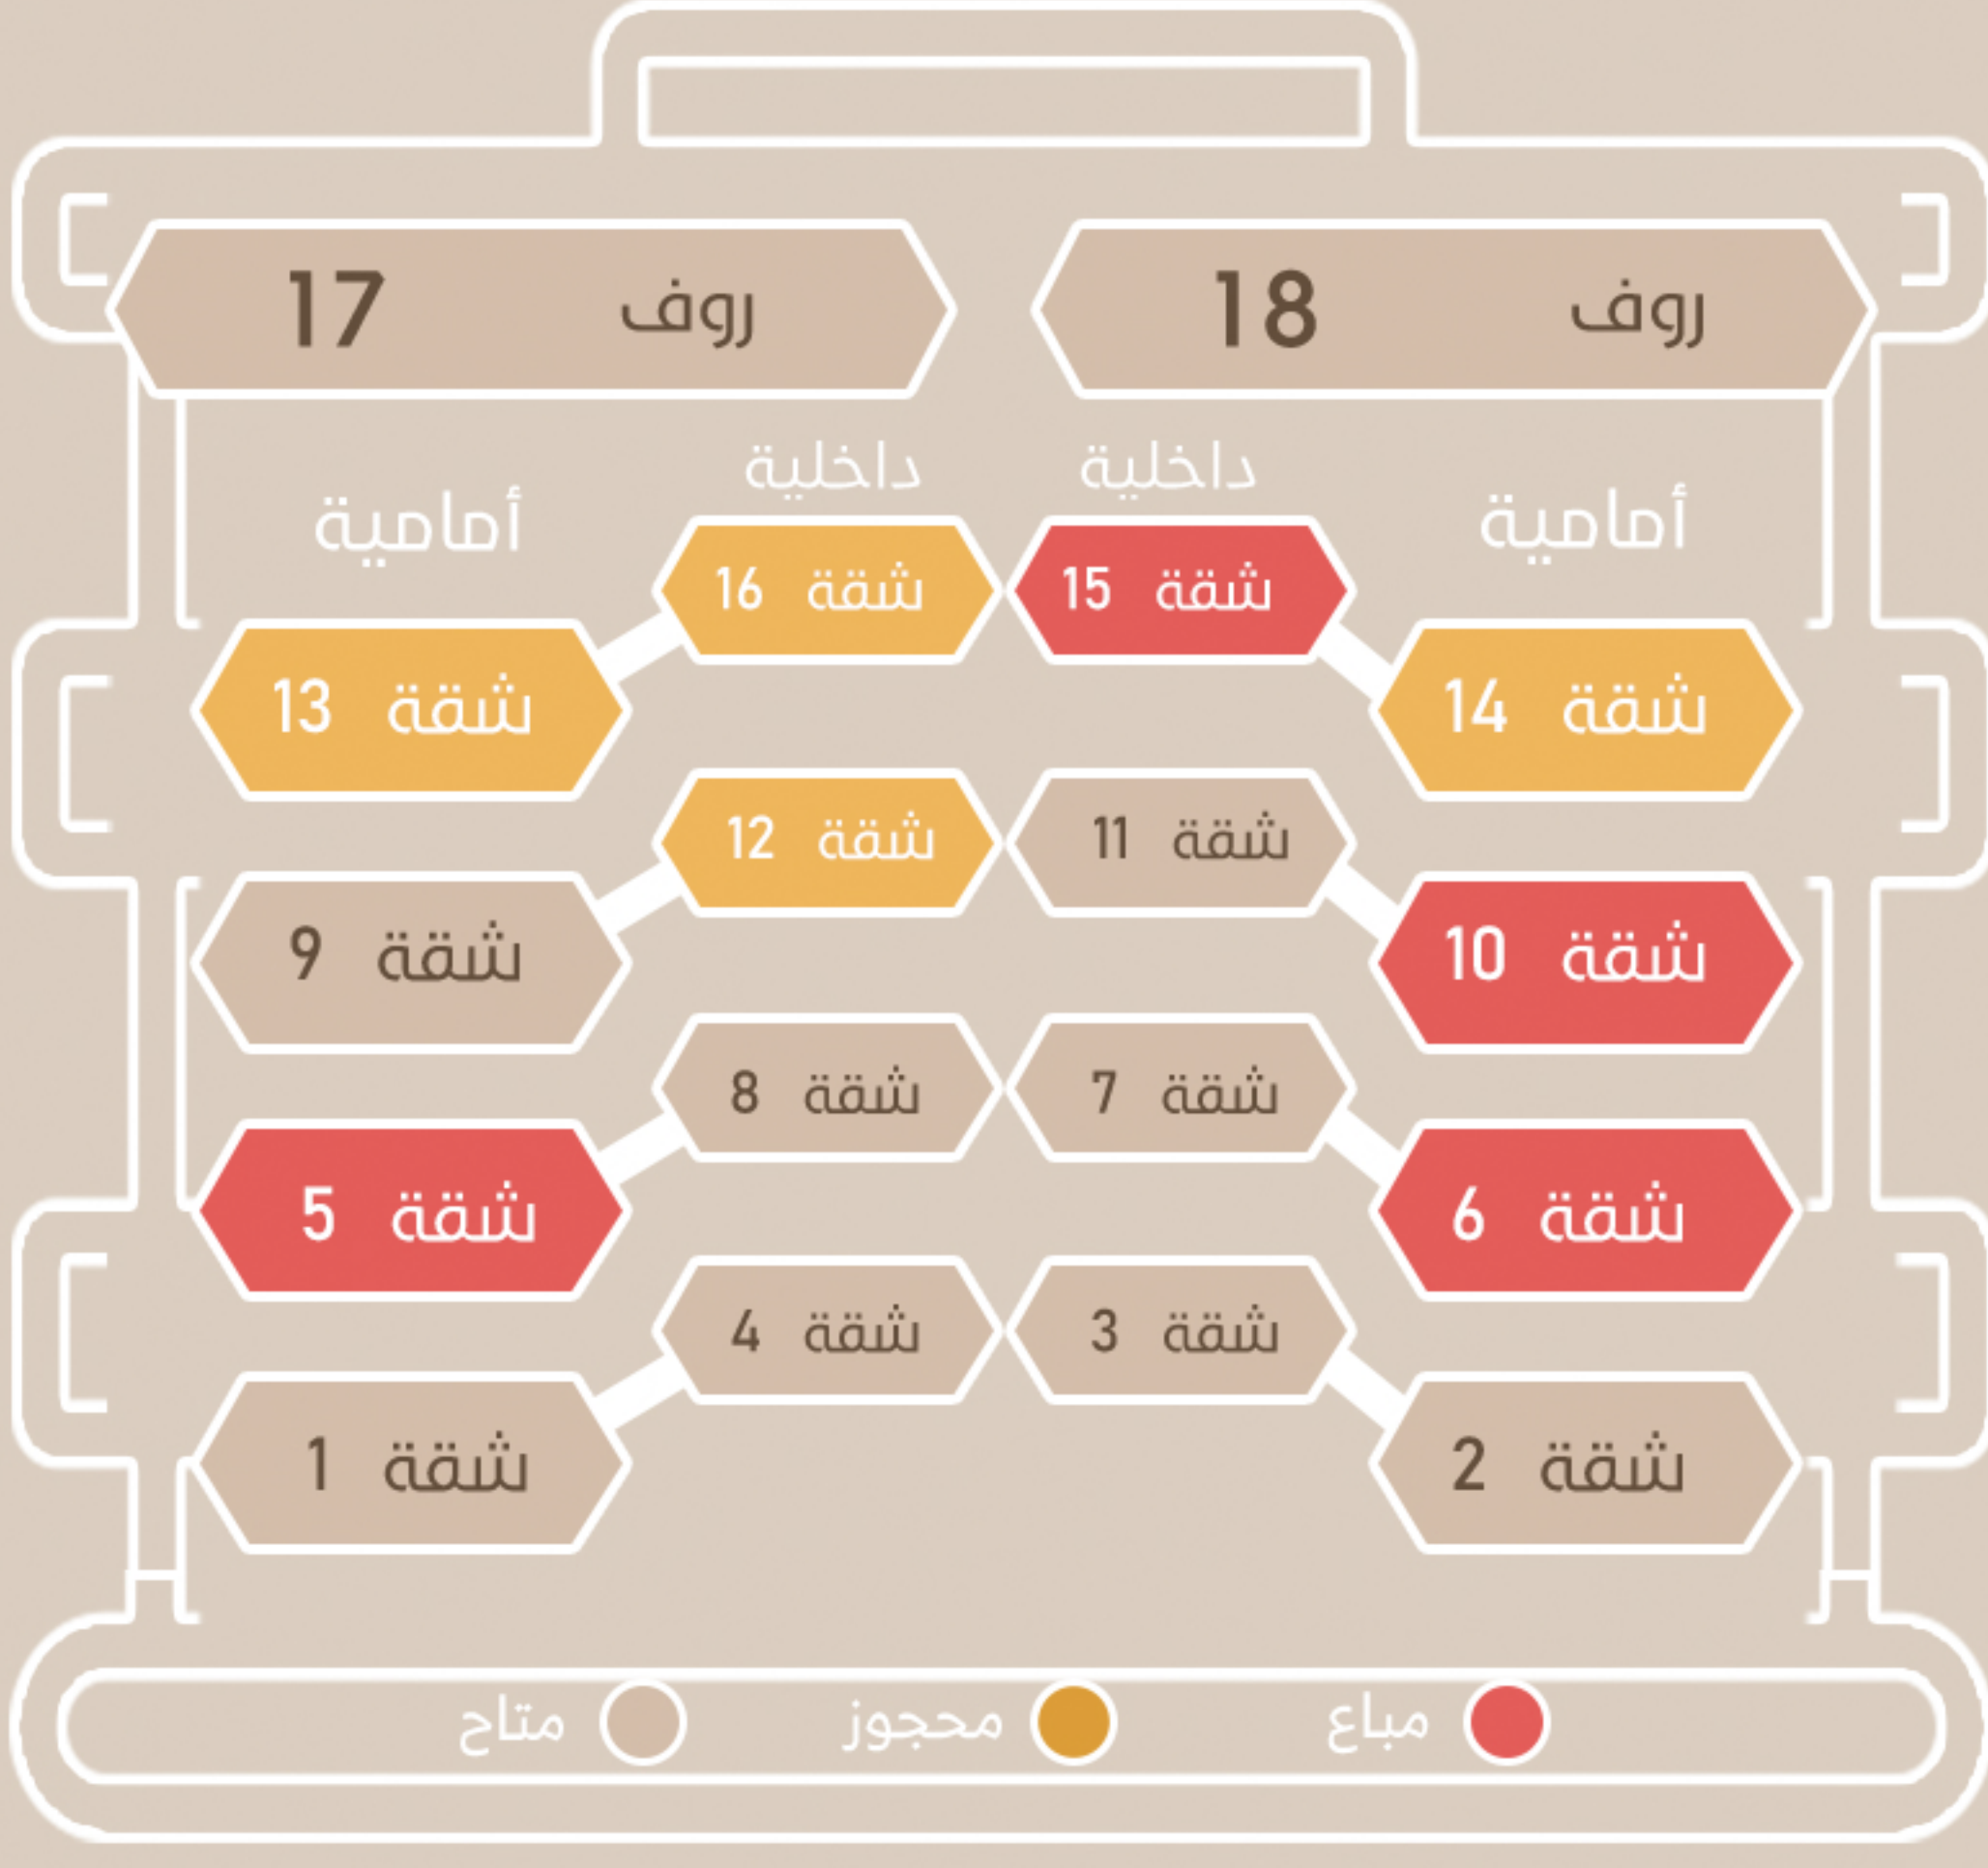 روف 18
روف 17
داخلية
داخلية
أمامية
أمامية
شقة 15
شقة 16
شقة 14
شقة 13
شقة 11
شقة 12
شقة 10
شقة 9
شقة 7
شقة 8
شقة 6
شقة 5
شقة 3
شقة 4
شقة 2
شقة 1
مباع
محجوز
متاح